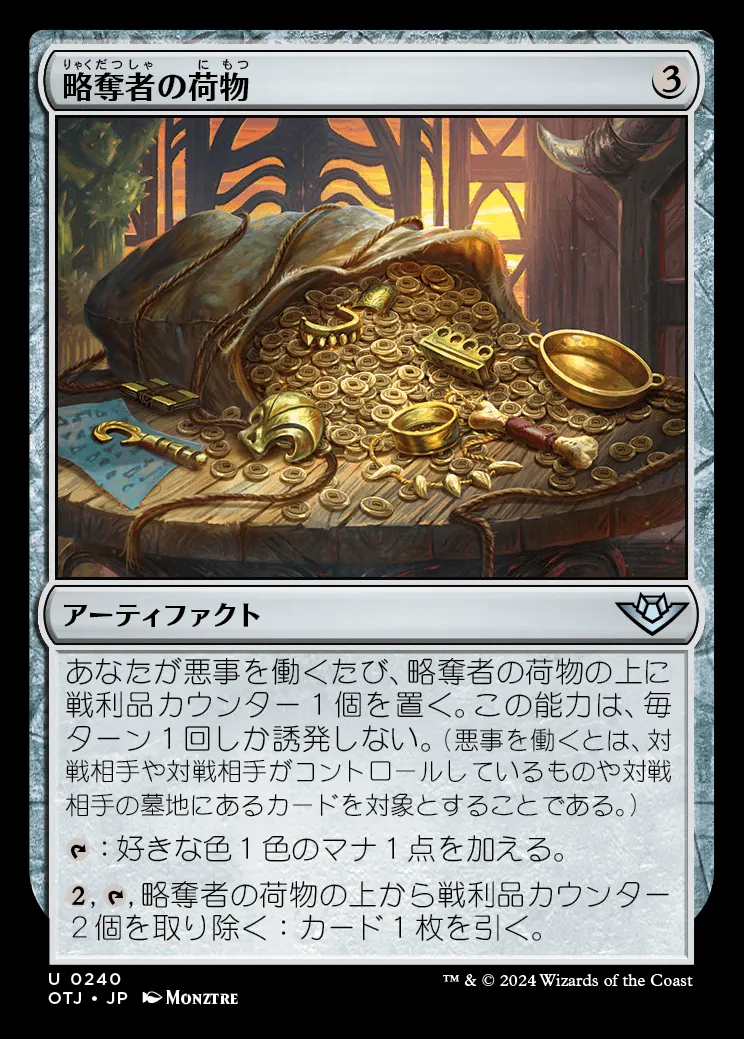 りゃくだつしゃ にもつ
略奪者の荷物 3
アーティファクト
あなたが悪事を働くたび、略奪者の荷物の上に
戦利品カウンター１個を置く。この能力は、毎
ターン１回しか誘発しない。（悪事を働くとは、対
戦相手や対戦相手がコントロールしているものや対戦
相手の墓地にあるカードを対象とすることである。）
：好きな色１色のマナ１点を加える。
2, ,略奪者の荷物の上から戦利品カウンター
２個を取り除く：カード１枚を引く。
U 0240
OTJ • JP MONZTRE
™ & © 2024 Wizards of the Coast